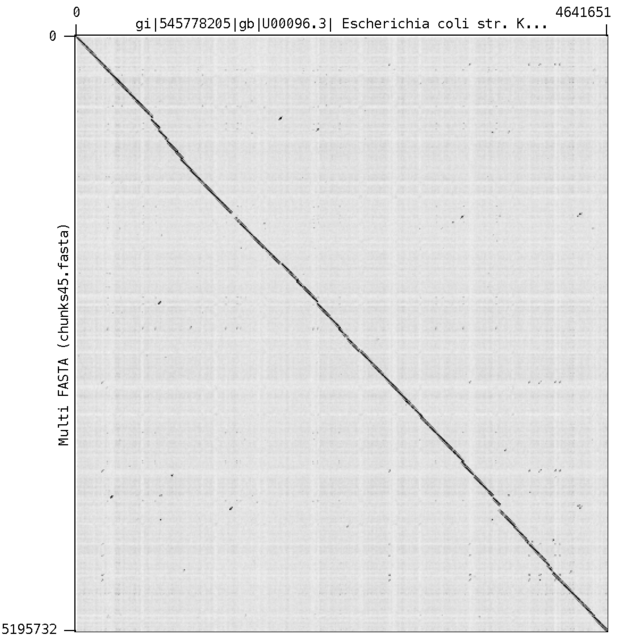 0
4641651
gi|545778205|gb|U00096.3| Escherichia coli str. K...
0
Multi FASTA (chunks45.fasta)
5195732